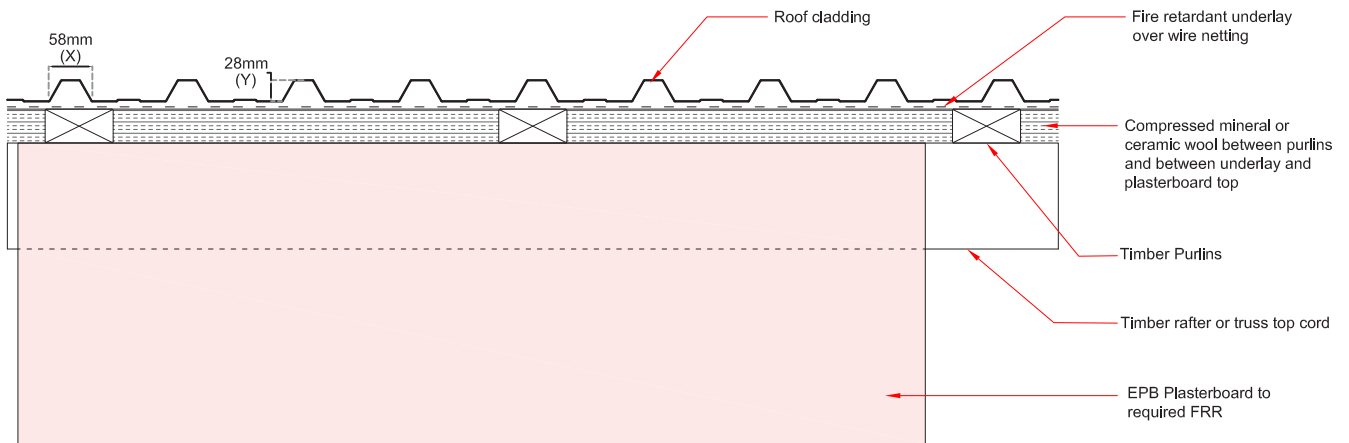 Roof cladding
Fire retardant underlay
over wire netting
58mm
(X)
28mm
(Y)
Compressed mineral or
ceramic wool between purlins
and between underlay and
plasterboard top
Timber Purlins
Timber rafter or truss top cord
EPB Plasterboard to
required FRR